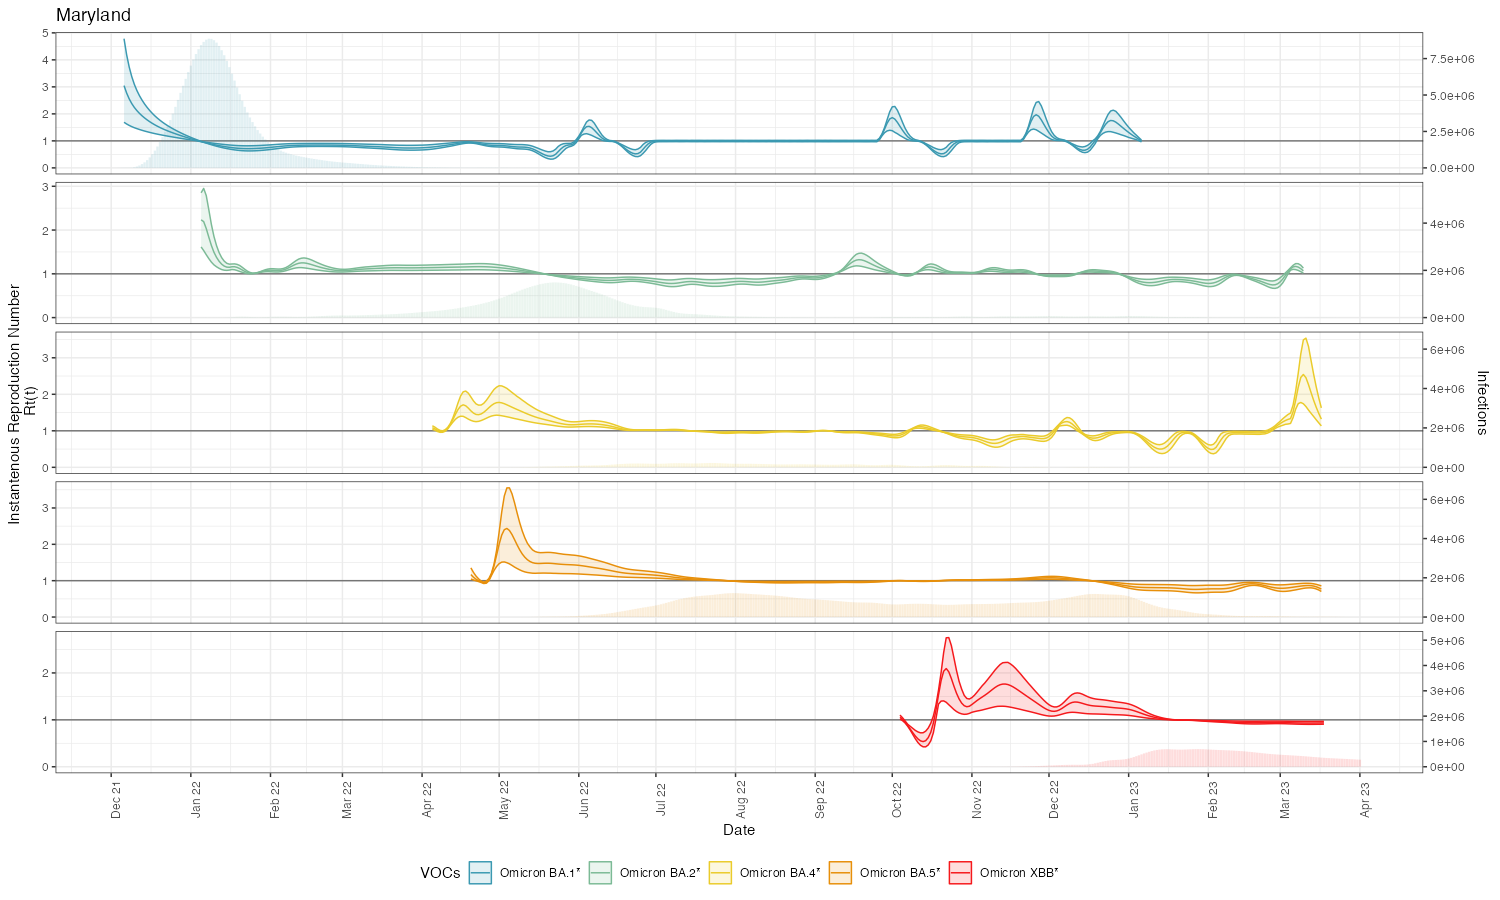 Maryland
5
4
3
2
1
0
7.5e+06
5.0e+06
2.5e+06
0.0e+00
3
2
1
0
4e+06
2e+06
0e+00
3
2
1
0
6e+06
4e+06
2e+06
0e+00
3
2
1
0
6e+06
4e+06
2e+06
0e+00
2
1
0
5e+06
4e+06
3e+06
2e+06
1e+06
0e+00
Instantenous Reproduction Number
Rt(t)
Infections
Dec 21
Jan 22
Feb 22
Mar 22
Apr 22
May 22
Jun 22
Jul 22
Aug 22
Sep 22
Oct 22
Nov 22
Dec 22
Jan 23
Feb 23
Mar 23
Apr 23
Date
VOCs Omicron BA.1* Omicron BA.2* Omicron BA.4* Omicron BA.5* Omicron XBB*